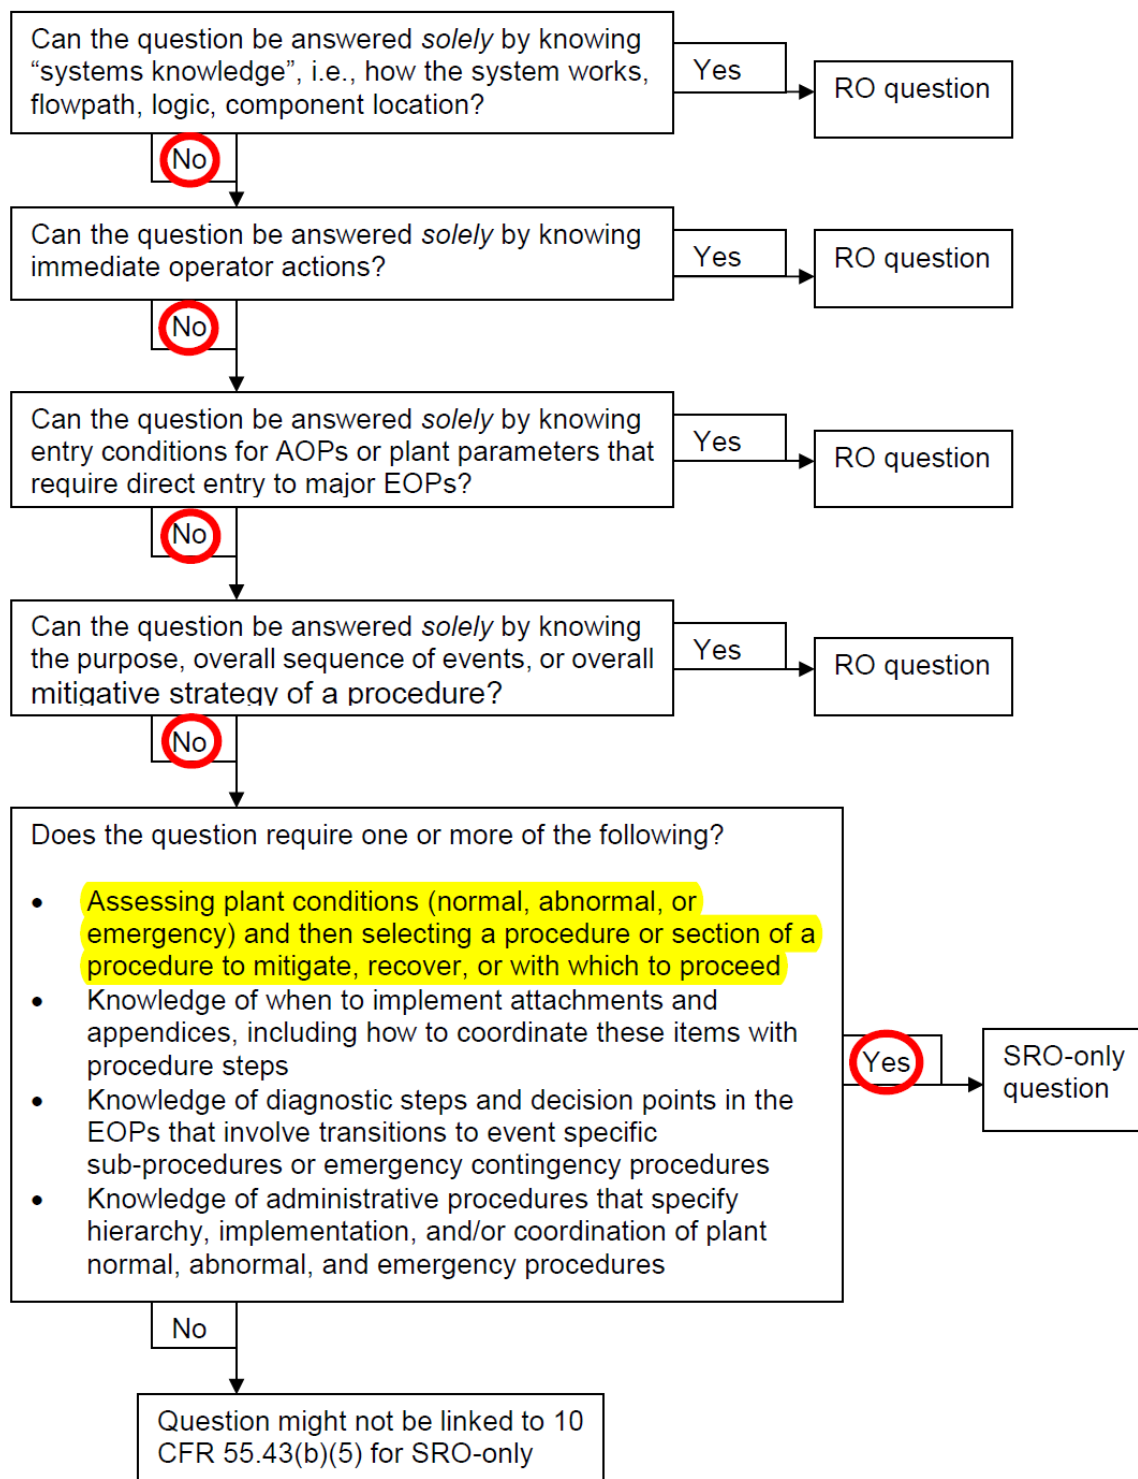 Can the question be answered solely by knowing
“systems knowledge”, i.e., how the system works,
flowpath, logic, component location?
Yes
RO question
No
Can the question be answered solely by knowing
immediate operator actions?
Yes
RO question
No
Can the question be answered solely by knowing
entry conditions for AOPs or plant parameters that
require direct entry to major EOPs?
Yes
RO question
No
Can the question be answered solely by knowing
the purpose, overall sequence of events, or overall
mitigative strategy of a procedure?
Yes
RO question
No
Does the question require one or more of the following?
• Assessing plant conditions (normal, abnormal, or
emergency) and then selecting a procedure or section of a
procedure to mitigate, recover, or with which to proceed
• Knowledge of when to implement attachments and
appendices, including how to coordinate these items with
procedure steps
• Knowledge of diagnostic steps and decision points in the
EOPs that involve transitions to event specific
sub-procedures or emergency contingency procedures
• Knowledge of administrative procedures that specify
hierarchy, implementation, and/or coordination of plant
normal, abnormal, and emergency procedures
Yes
SRO-only
question
No
Question might not be linked to 10
CFR 55.43(b)(5) for SRO-only